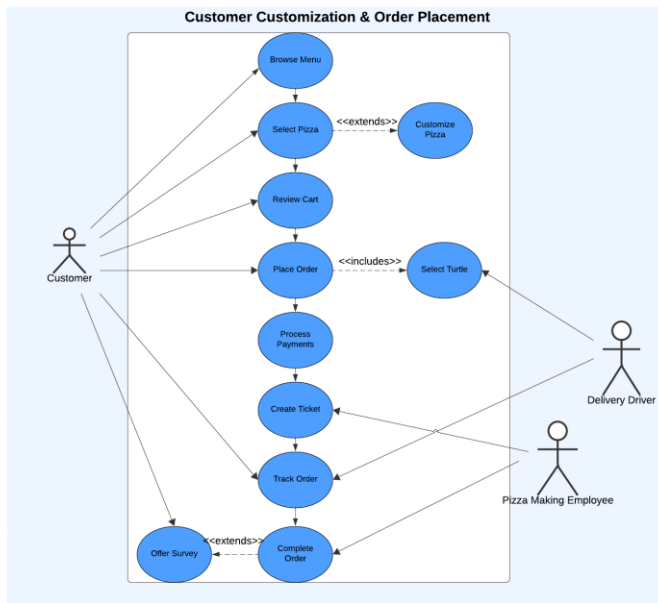 Customer Customization & Order Placement
Browse Menu
Select Pizza
<<extends>>
Customize
Pizza
Review Cart
Customer
Place Order
<<includes>>
Select Turtle
Process
Payments
Delivery Driver
Create Ticket
Track Order
Pizza Making Employee
Offer Survey
<<extends>>
Complete
Order